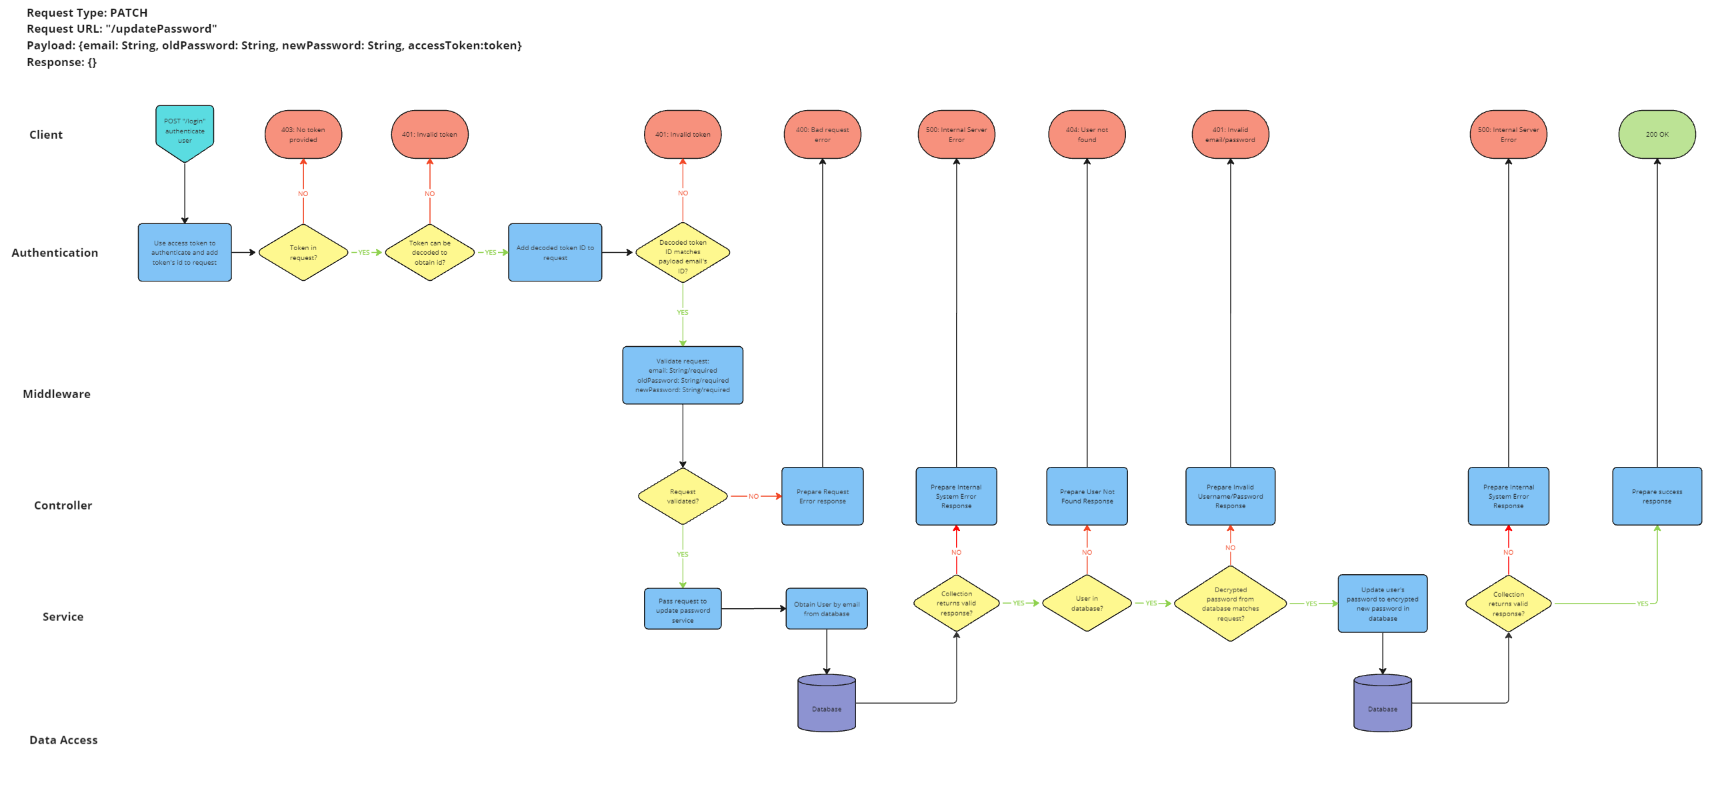 Request Type: PATCH
Request URL: "/updatePassword"
Payload: {email: String, oldPassword: String, newPassword: String, accessToken:token}
Response: {}
Client
POST "/login"
authenticate
user
403: No token
provided
401: Invalid token
401: Invalid token
400: Bad request
error
500: Internal Server
Error
404: User not
found
401: Invalid
email/password
500: Internal Server
Error
200 OK
NO
NO
NO
Authentication
Use access token to
authenticate and add
token's id to request
Token in
request?
YES
Token can be
decoded to
obtain id?
YES
Add decoded token ID to
request
Decoded token
ID matches
payload email's
ID?
YES
Middleware
Validate request:
email: String/required
oldPassword: String/required
newPassword: String/required
Controller
Request
validated?
NO
Prepare Request
Error response
Prepare Internal
System Error
Response
Prepare User Not
Found Response
Prepare Invalid
Username/Password
Response
Prepare Internal
System Error
Response
Prepare success
response
YES
NO
NO
NO
NO
Service
Pass request to
update password
service
Obtain User by email
from database
Collection
returns valid
response?
YES
User in
database?
YES
Decrypted
password from
database matches
request?
YES
Update user's
password to encrypted
new password in
database
Collection
returns valid
response?
YES
Data Access
Database
Database